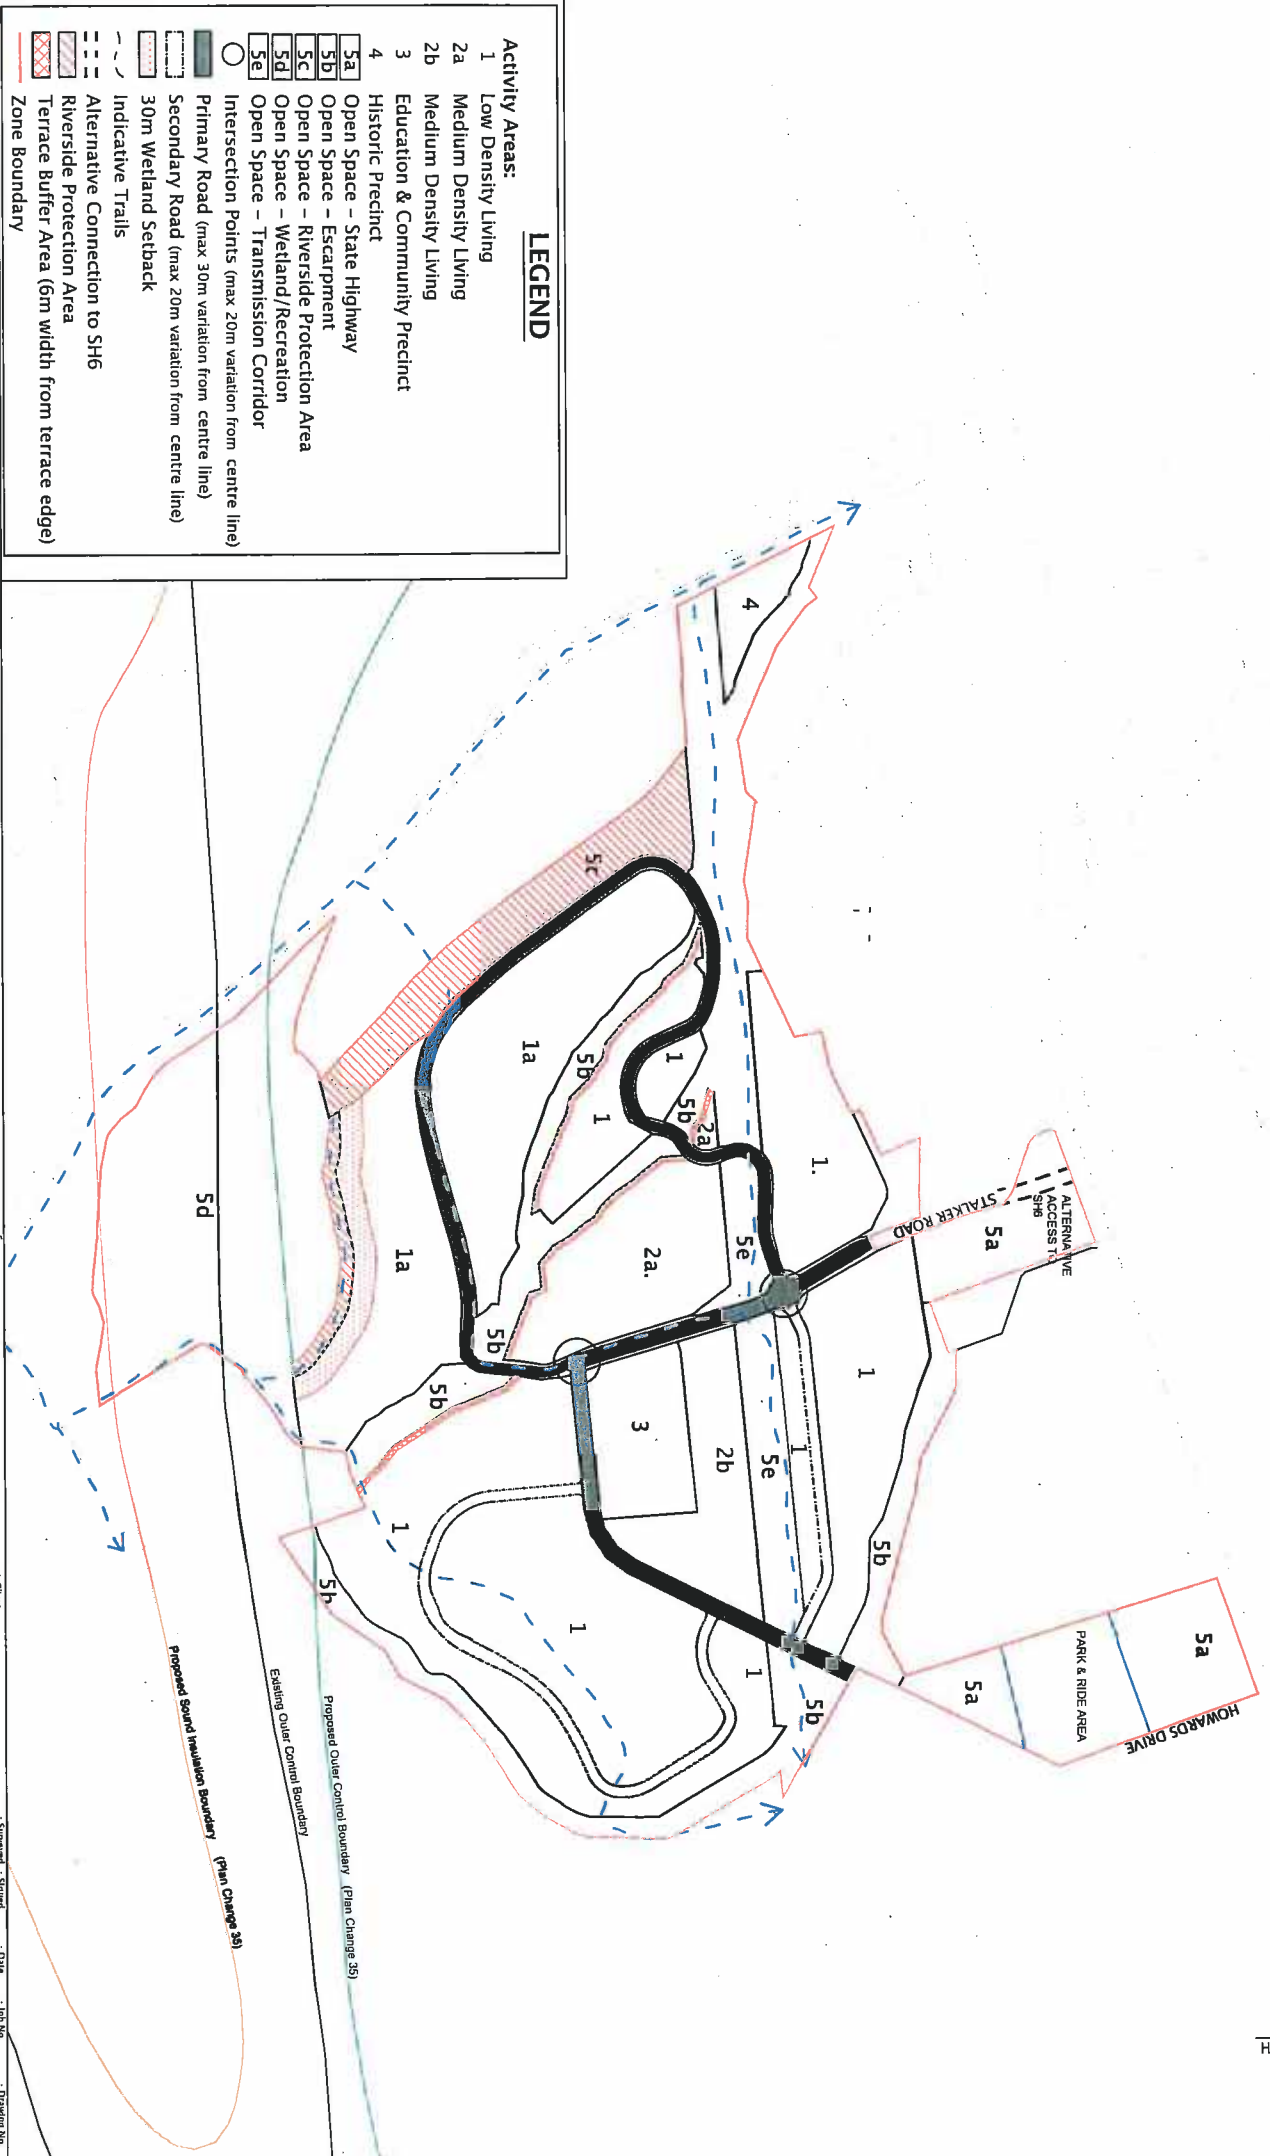 LEGEND
Activity Areas:
1 Low Density Living
2a Medium Density Living
2b Medium Density Living
3 Education & Community Precinct
4 Historic Precinct
5a Open Space – State Highway
5b Open Space – Escarpment
5c Open Space – Riverside Protection Area
5d Open Space – Wetland/Recreation
5e Open Space – Transmission Corridor
Intersection Points (max 20m variation from centre line)
Primary Road (max 30m variation from centre line)
Secondary Road (max 20m variation from centre line)
30m Wetland Setback
Indicative Trails
Alternative Connection to SH6
Riverside Protection Area
Terrace Buffer Area (6m width from terrace edge)
Zone Boundary
4
5c
1a
5b
1
1
5b
2a
1.
STALKER ROAD
ALTERNATIVE
ACCESS TO
SH6
5a
5e
2a.
5d
1a
5b
5b
3
2b
5e
1
1
5b
1
5b
1
1
5b
5a
PARK & RIDE AREA
5a
HOWARDS DRIVE
Proposed Sound Insulation Boundary (Plan Change 35)
Existing Outer Control Boundary
Proposed Outer Control Boundary (Plan Change 35)